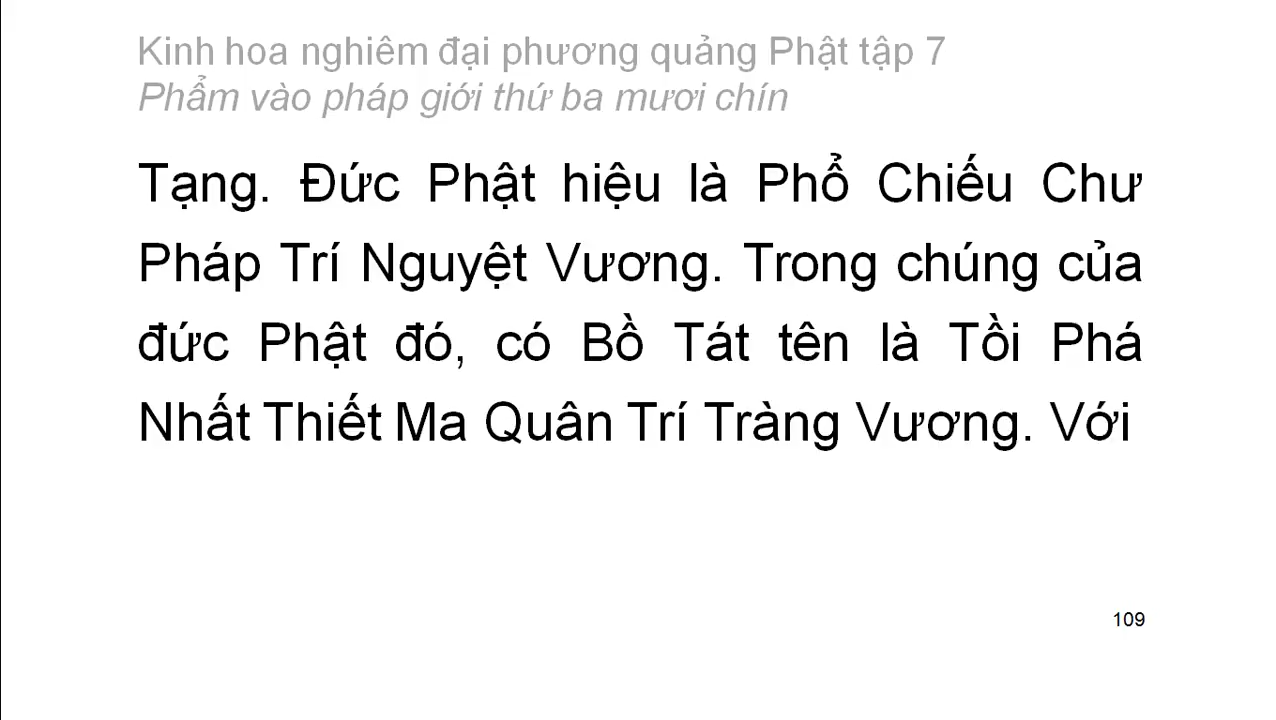 Kinh hoa nghiêm đại phương quảng Phật tập 7
Phẩm vào pháp giới thứ ba mươi chín
Tạng. Đức Phật hiệu là Phổ Chiếu Chư
Pháp Trí Nguyệt Vương. Trong chúng của
đức Phật đó, có Bồ Tát tên là Tồi Phá
Nhất Thiết Ma Quân Trí Tràng Vương. Với
109